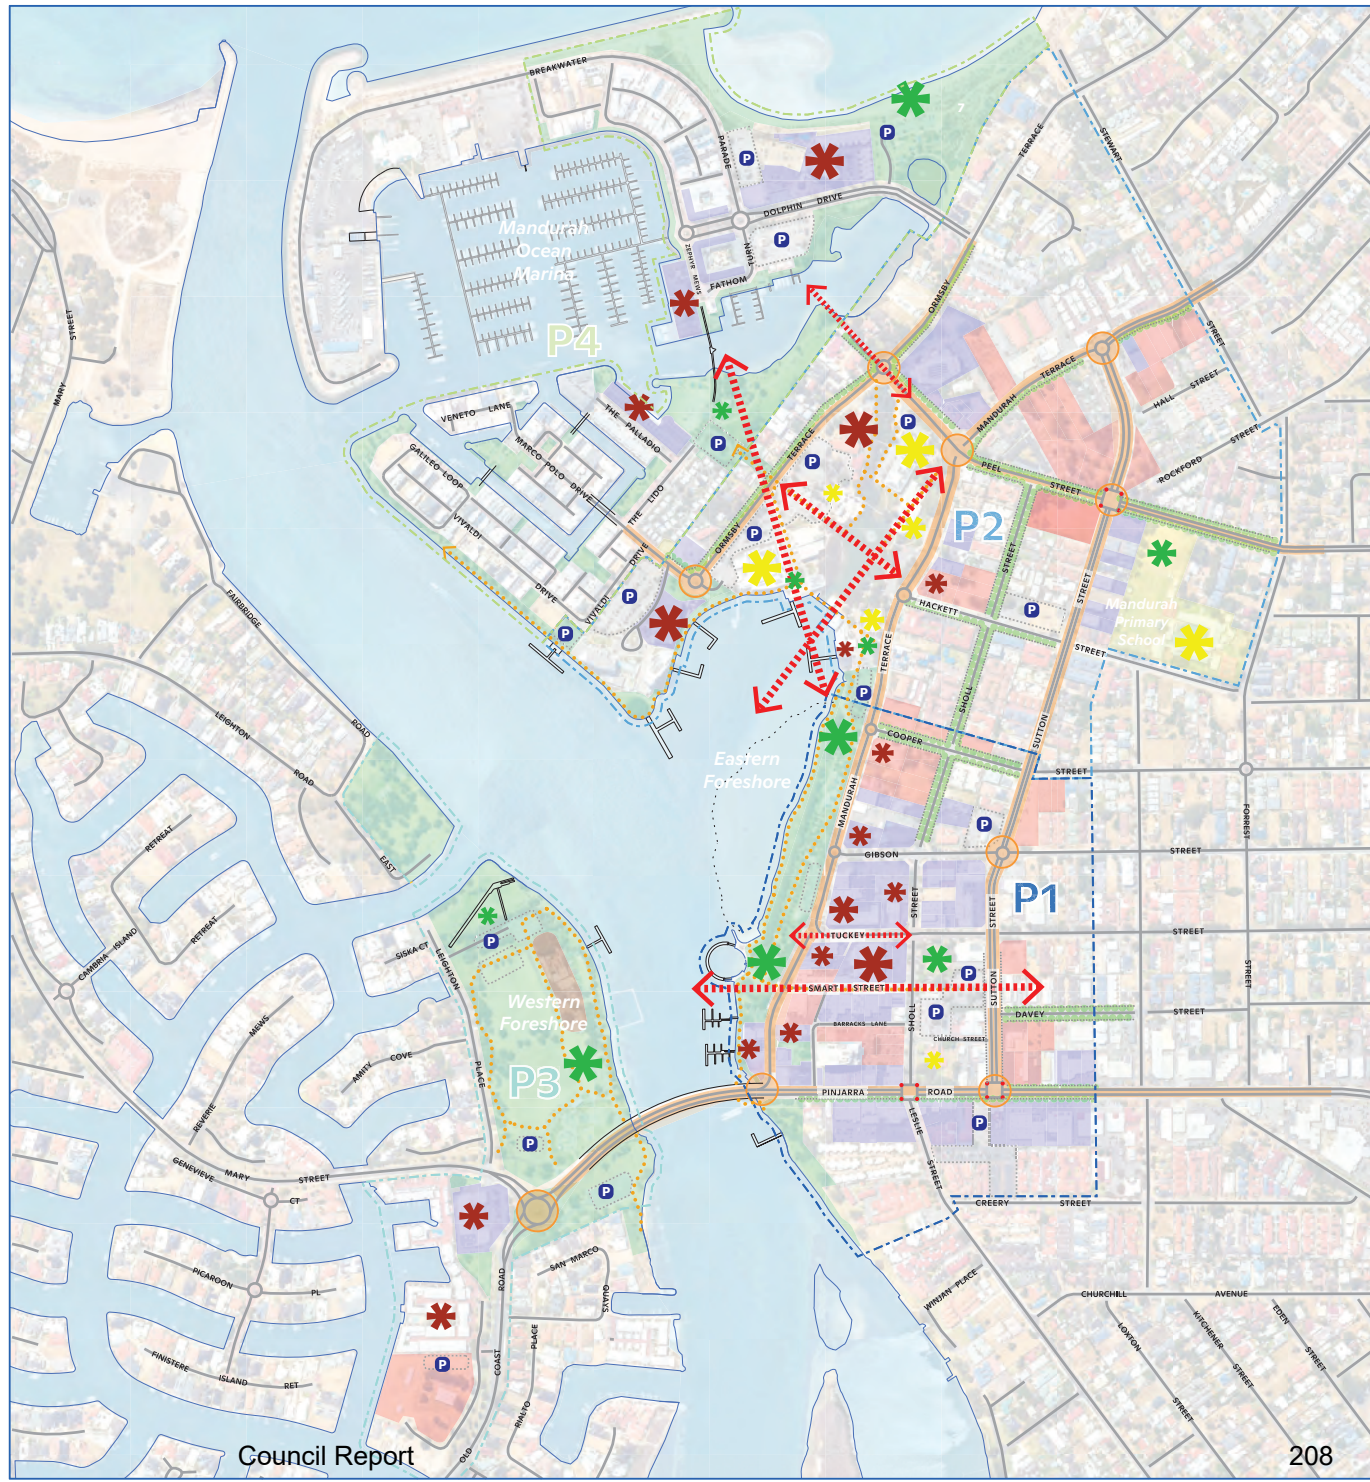 BREAKWATER
7
TERRACE
STEWART
PARADE
P
P
DOLPHIN DRIVE
P
Mandurah
Ocean
Marina
ZEPHYR MEWS
TURN
FATHOM
ORMSBY
STREET
MARY
STREET
P4
TERRACE
MANDURAH
HALL STREET
STREET
ROCKFORD
VENETO LANE
THE PALLADIO
MARCO POLO DRIVE
GALILEO LOOP
P
P
P
TERRACE
PEEL
STREET
THE LIDO
VIVALDI
DRIVE
ORMSBY
P
P2
STREET
DRIVE
VIVALDI
P
P
HACKETT
P
STREET
Mandurah
Primary
School
STREET
FAIRBRIDGE
TERRACE
P
SHOLL
SUTTON
LEIGHTON
ROAD
ROAD
COOPER
STREET
Eastern
Foreshore
MANDURAH
FORREST
P
RETREAT
EAST
GIBSON
STREET
P1
STREET
STREET
RETREAT
CAMBRIA ISLAND
SISKA CT
P
LEIGHTON
TUCKEY
STREET
STREET
P
SUTTON
SMART STREET
Western
Foreshore
P
SHOLL
DAVEY
STREET
BARRACKS LANE
CHURCH STREET
MEWS
AMITY COVE
PLACE
P3
PINJARRA
ROAD
REVERIE
P
P
LESLIE
STREET
GENEVIEVE
MARY
STREET
CT
P
CREERY
STREET
SAN MARCO
QUAYS
PICAROON
PL
ROAD
WINJAN PLACE
CHURCHILL
AVENUE
LOXTON
STREET
KITCHENER
STREET
EDEN
STREET
FINISTERE
ISLAND
RET
P
COAST
PLACE
RIALTO
OLD
Council Report
208